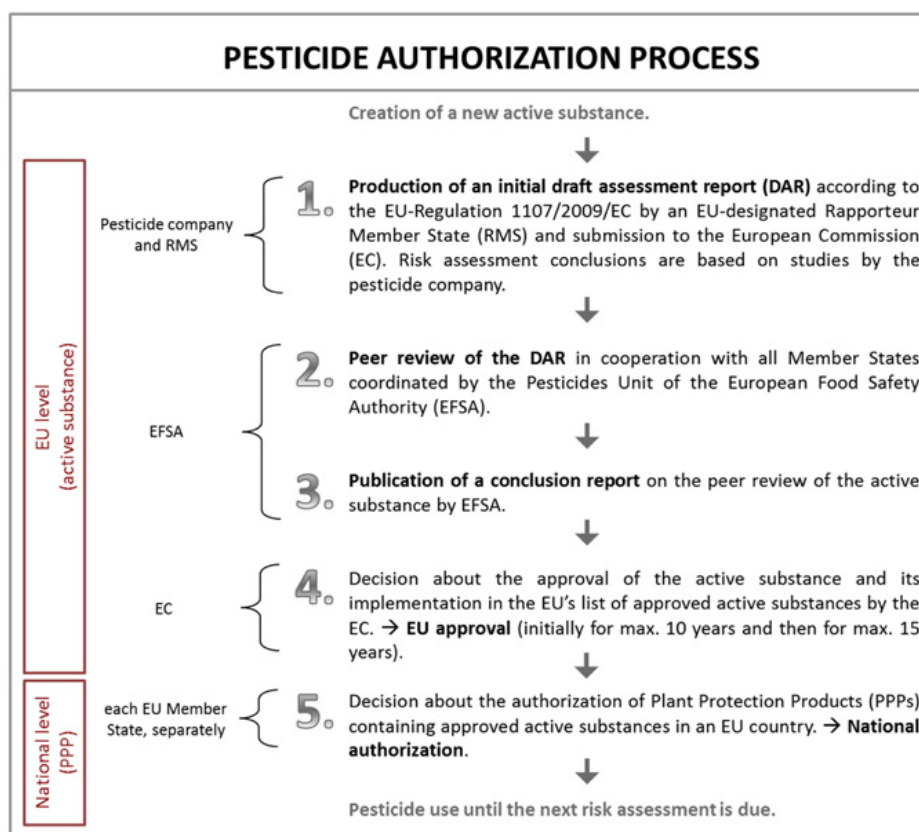 PESTICIDE AUTHORIZATION PROCESS
Creation of a new active substance.
EU level
(active substance)
Pesticide company
and RMS
1.
Production of an initial draft assessment report (DAR) according to
the EU-Regulation 1107/2009/EC by an EU-designated Rapporteur
Member State (RMS) and submission to the European Commission
(EC). Risk assessment conclusions are based on studies by the
pesticide company.
EFSA
2.
Peer review of the DAR in cooperation with all Member States
coordinated by the Pesticides Unit of the European Food Safety
Authority (EFSA).
3.
Publication of a conclusion report on the peer review of the active
substance by EFSA.
EC
4.
Decision about the approval of the active substance and its
implementation in the EU's list of approved active substances by the
EC. → EU approval (initially for max. 10 years and then for max. 15
years).
National level
(PPP)
each EU Member
State, separately
5.
Decision about the authorization of Plant Protection Products (PPPs)
containing approved active substances in an EU country. → National
authorization.
Pesticide use until the next risk assessment is due.